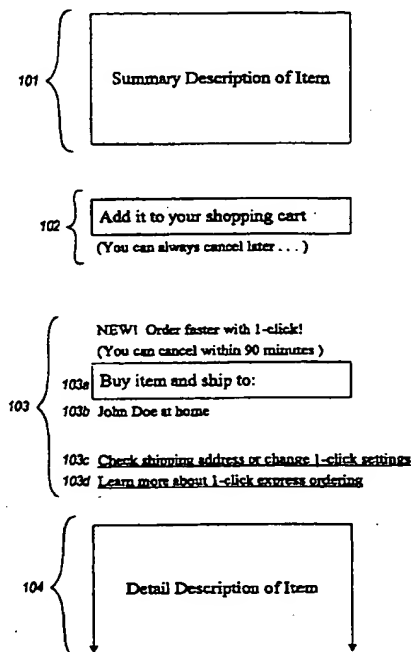 101
Summary Description of Item
102
Add it to your shopping cart
(You can always cancel later . . . )
103
NEW! Order faster with 1-click!
(You can cancel within 90 minutes )
103a Buy item and ship to:
103b John Doe at home
103c Check shipping address or change 1-click settings
103d Learn more about 1-click express ordering
104
Detail Description of Item